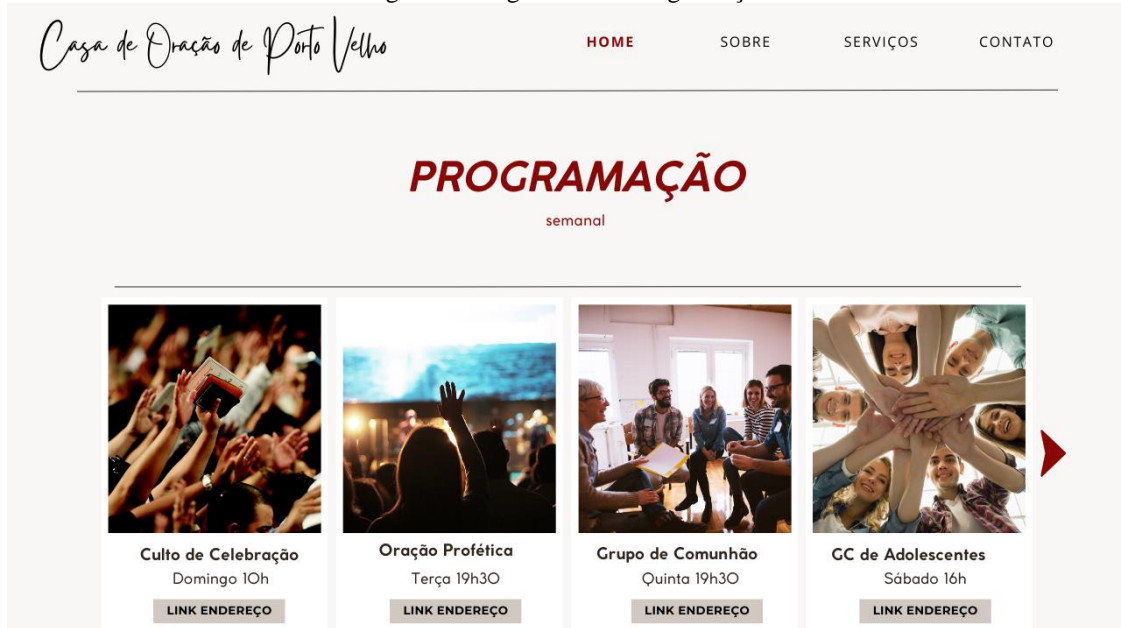 Casa de Oração de Porto Velho
HOME SOBRE SERVIÇOS CONTATO
PROGRAMAÇÃO
semanal
Culto de Celebração
Domingo 10h
LINK ENDEREÇO
Oração Profética
Terça 19h30
LINK ENDEREÇO
Grupo de Comunhão
Quinta 19h30
LINK ENDEREÇO
GC de Adolescentes
Sábado 16h
LINK ENDEREÇO